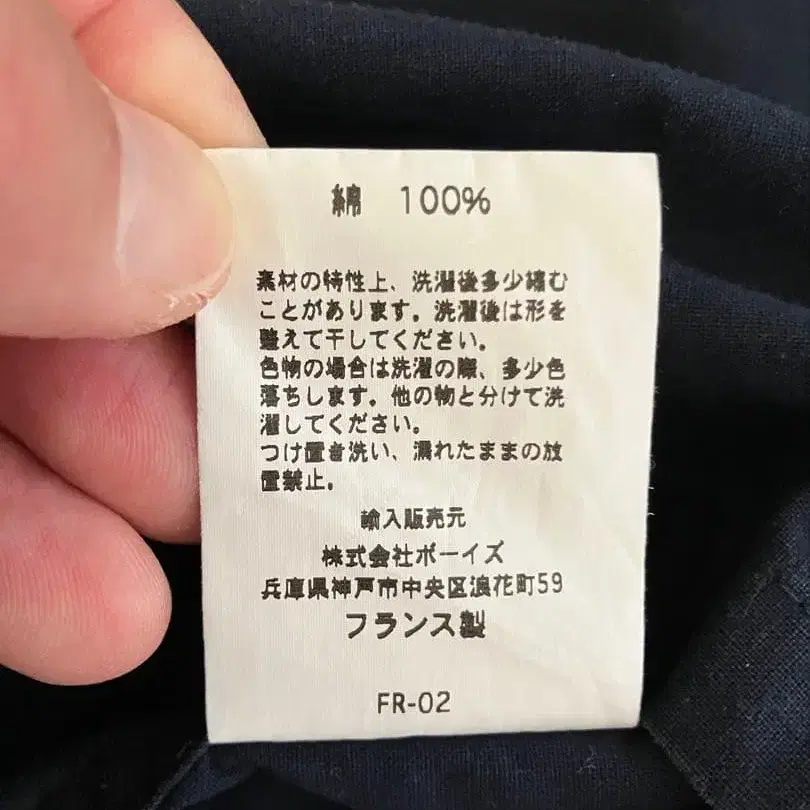 綿 100%
素材の特性上、洗濯後多少縮む
ことがあります。洗濯後は形を
整えて干してください。
色物の場合は洗濯の際、多少色
落ちします。他の物と分けて洗
濯してください。
つけ置き洗い、濡れたままの放
置禁止。
輸入販売元
株式会社ボーイズ
兵庫県神戸市中央区浪花町59
フランス製
FR-02